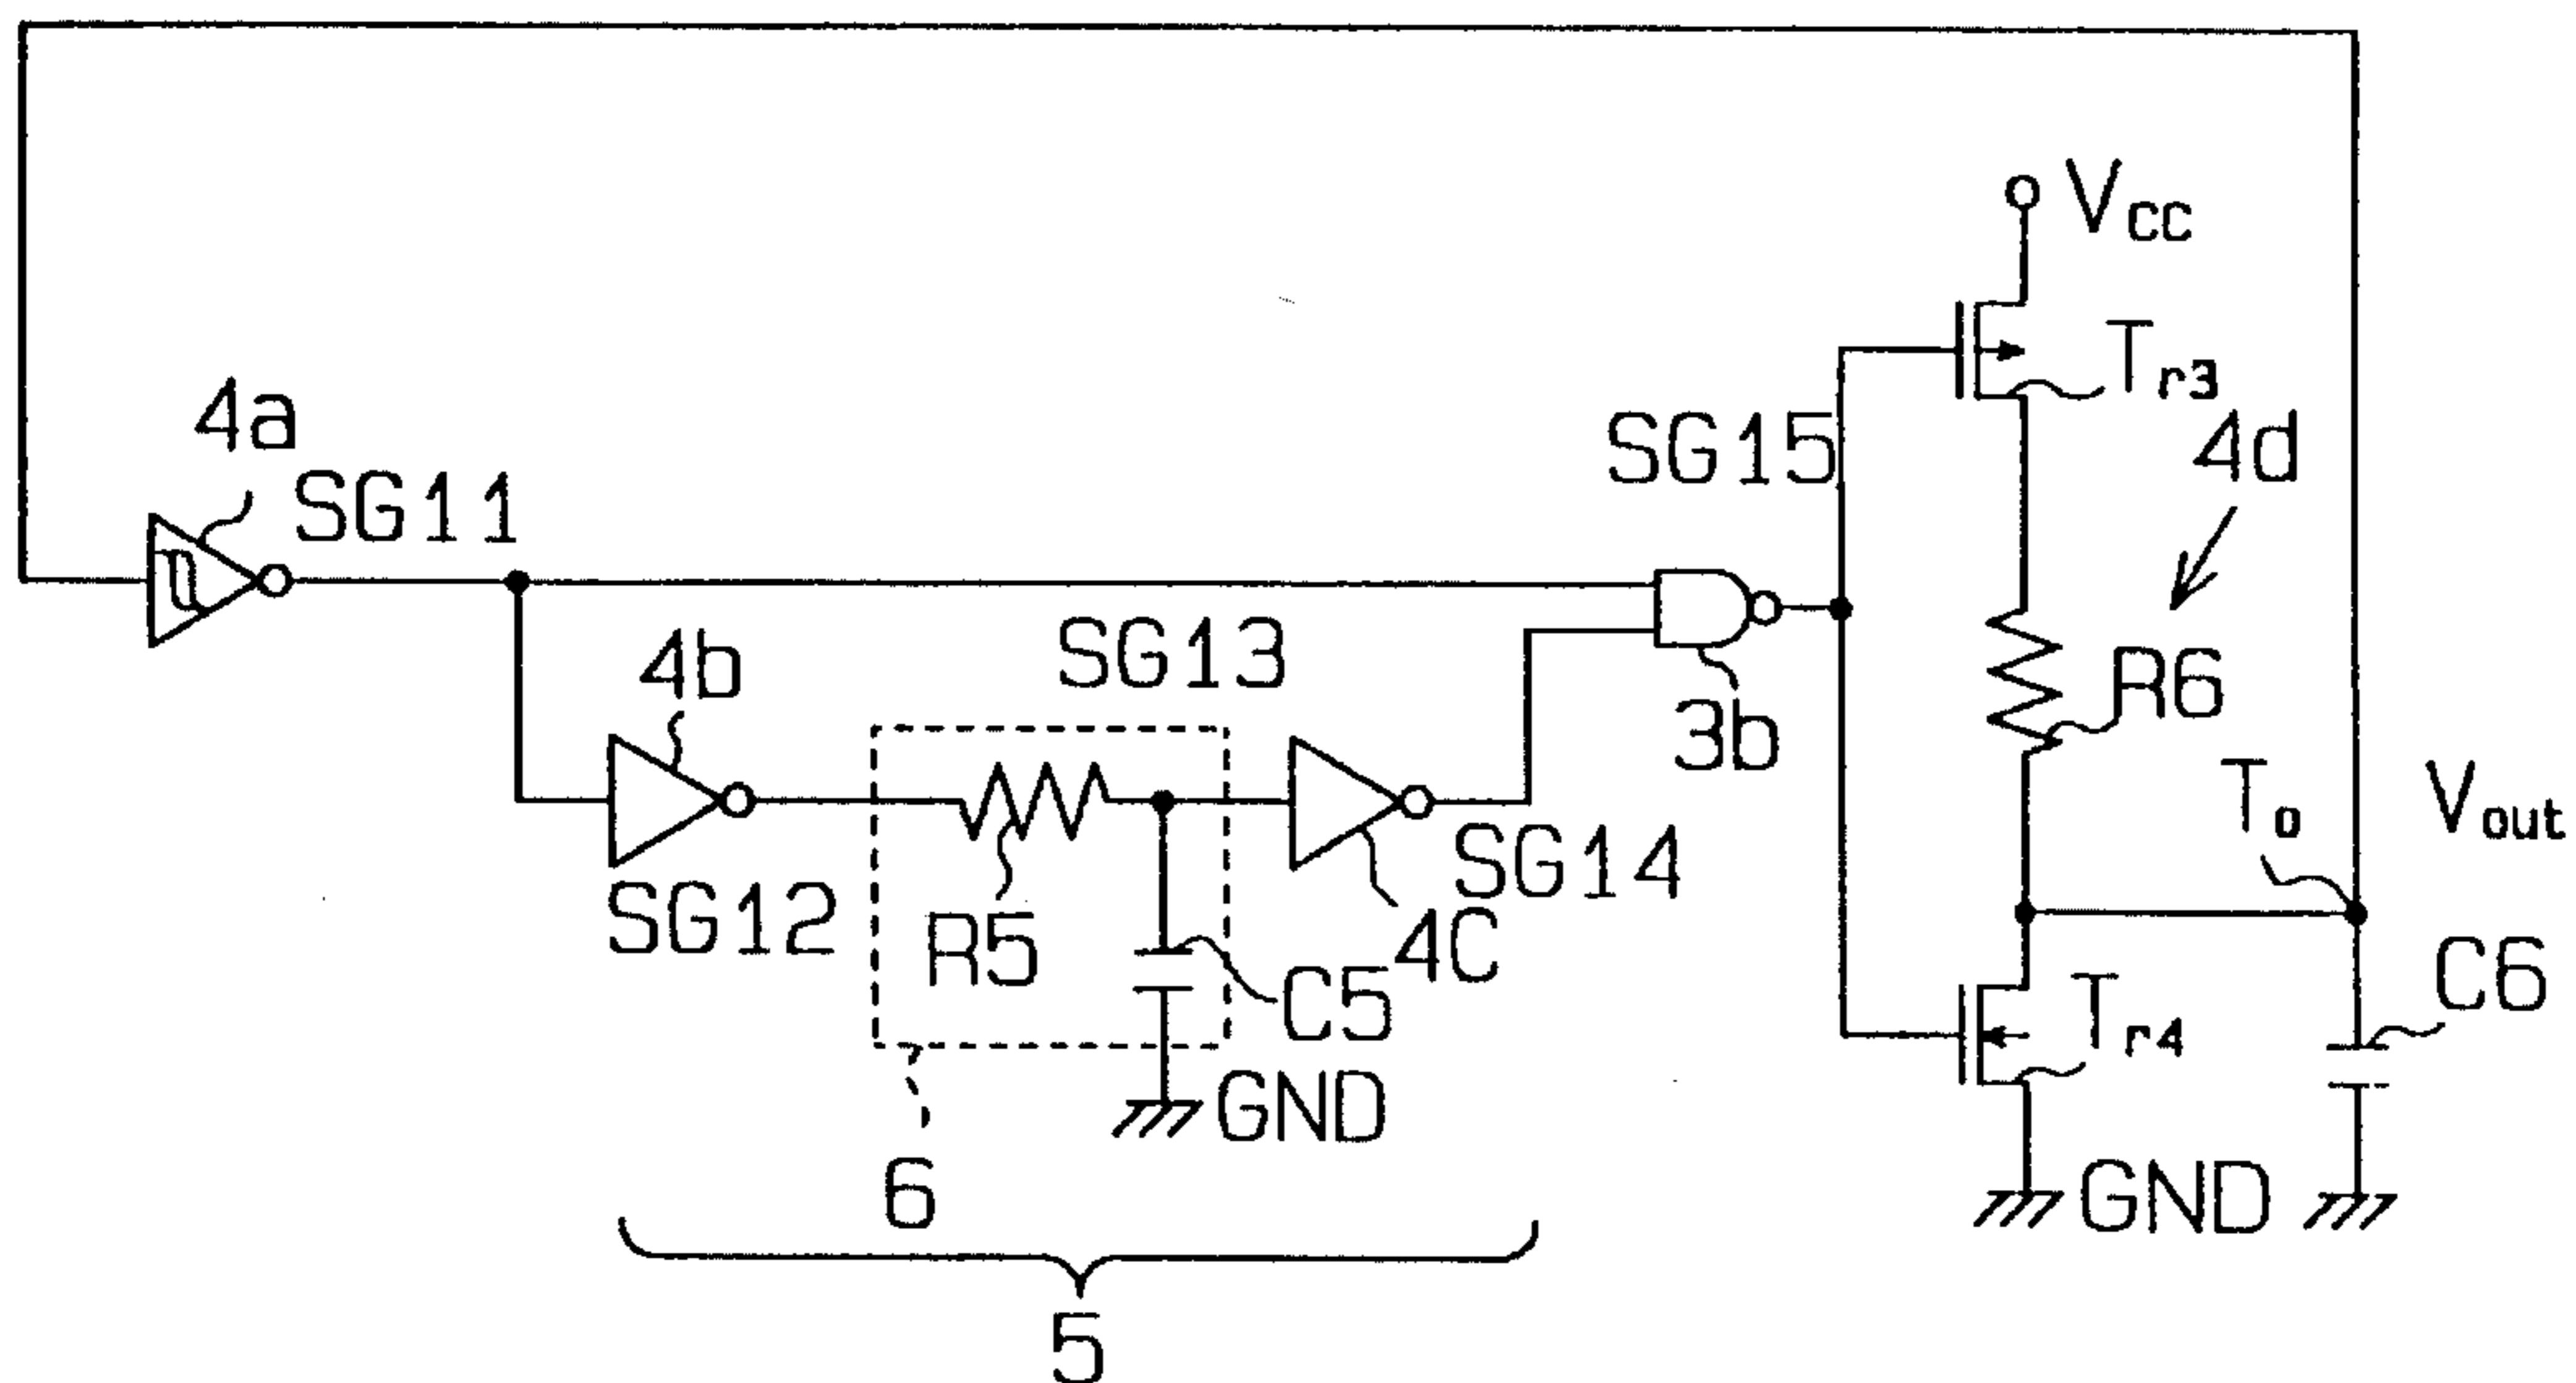 Vcc
Tr3
4a
SG11
SG15
4d
SG13
4b
R6
3b
To
Vout
SG12
R5
SG14
4C
C5
C6
Tr4
GND
GND
6
5